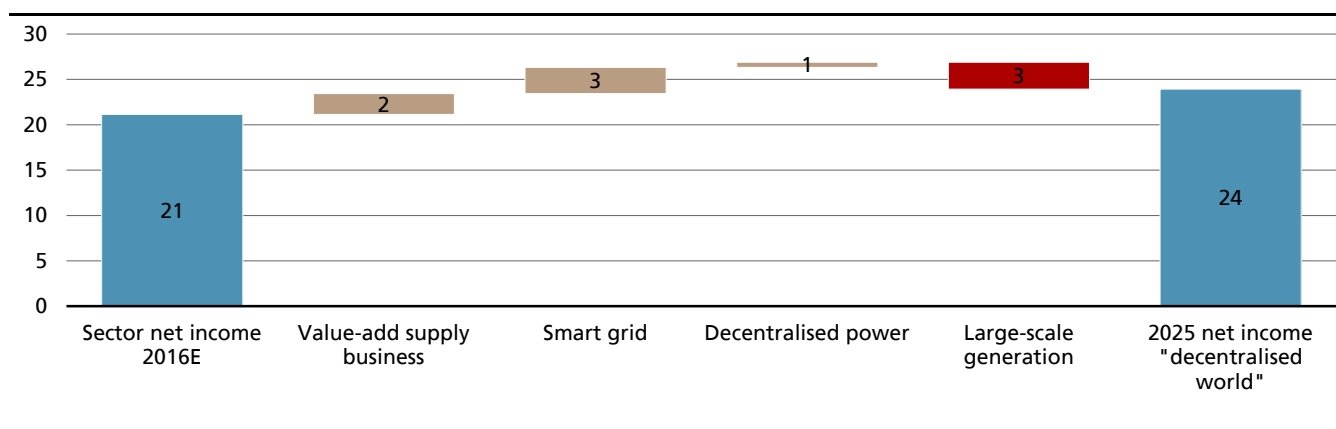 30
25
20
15
10
5
0
21
2
3
1
3
24
Sector net income
2016E
Value-add supply
business
Smart grid
Decentralised power
Large-scale
generation
2025 net income
"decentralised
world"